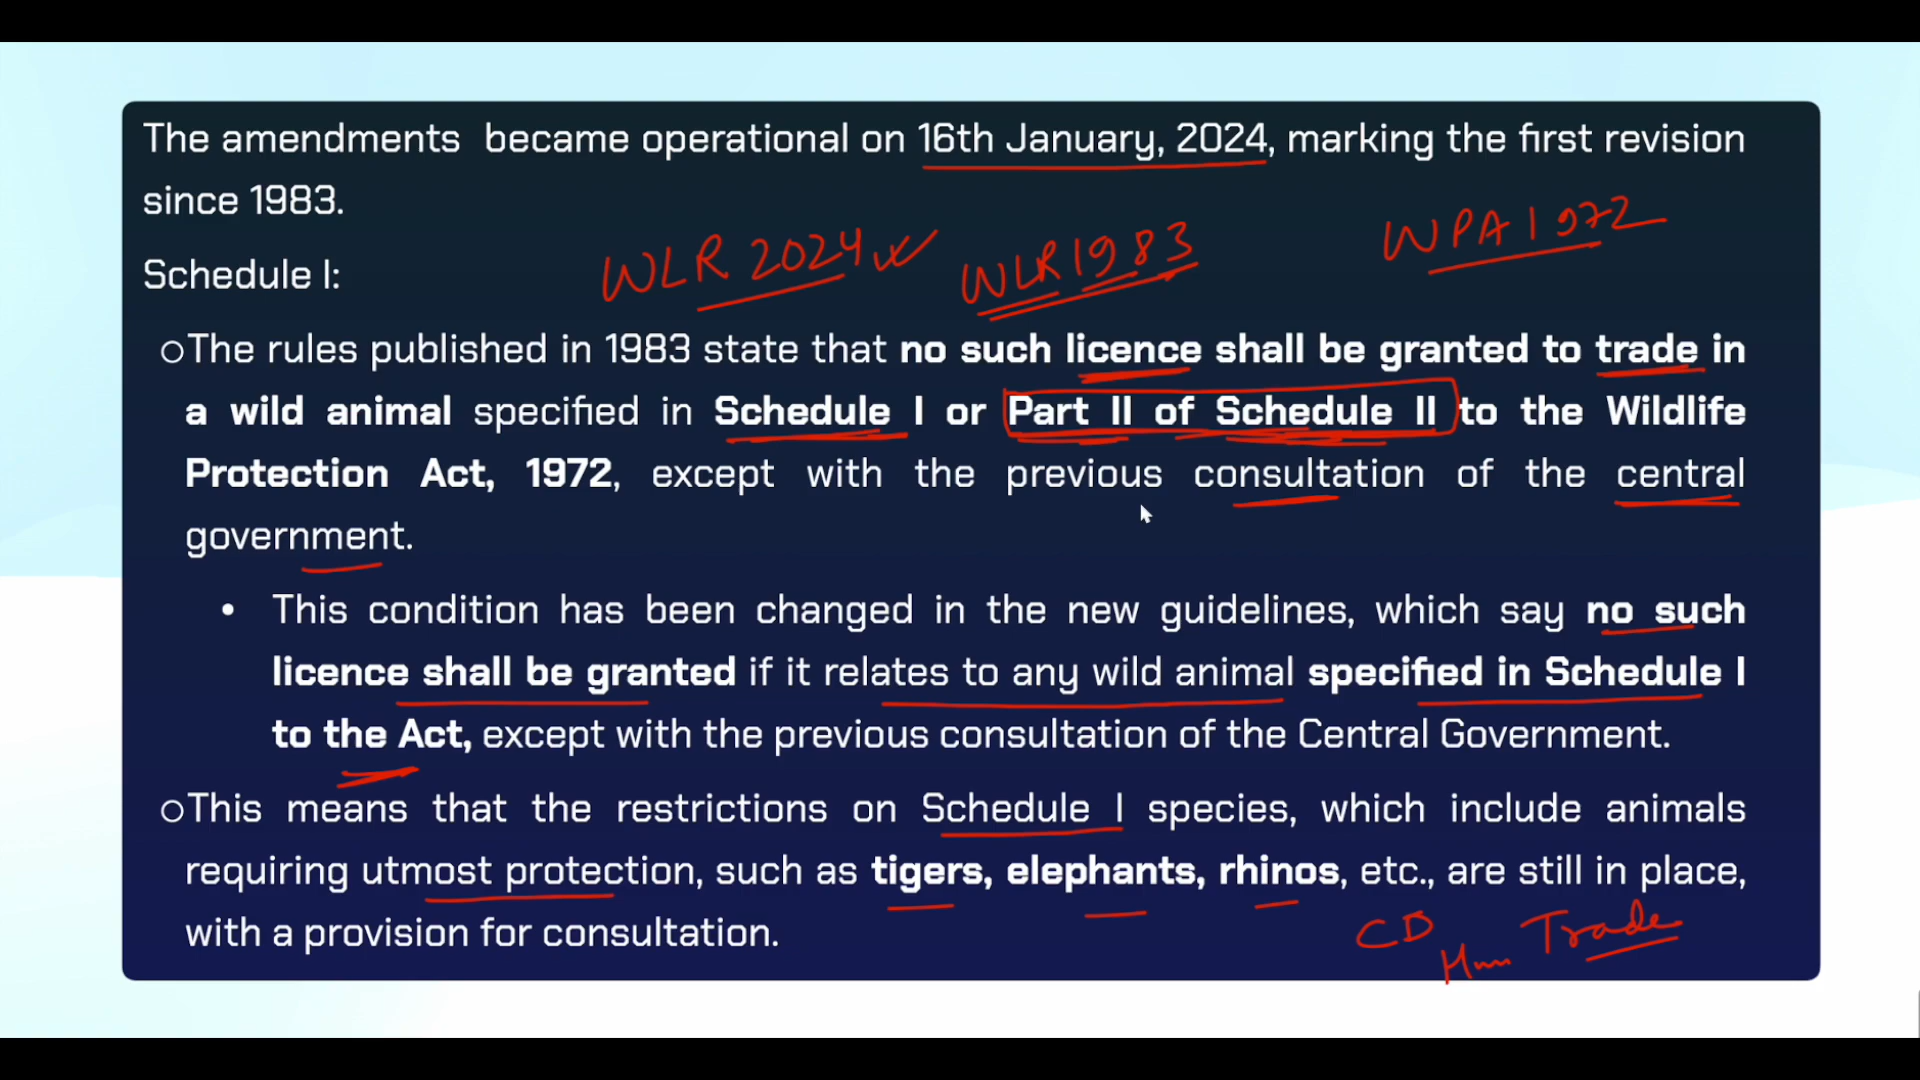 The amendments became operational on 16th January, 2024, marking the first revision
since 1983.
WPA 1972
Schedule I:
WLR 2024
WLR 1983
○The rules published in 1983 state that no such licence shall be granted to trade in
a wild animal specified in Schedule I or Part II of Schedule II to the Wildlife
Protection Act, 1972, except with the previous consultation of the central
government.
• This condition has been changed in the new guidelines, which say no such
licence shall be granted if it relates to any wild animal specified in Schedule I
to the Act, except with the previous consultation of the Central Government.
○This means that the restrictions on Schedule I species, which include animals
requiring utmost protection, such as tigers, elephants, rhinos, etc., are still in place,
with a provision for consultation.
CD
Trade